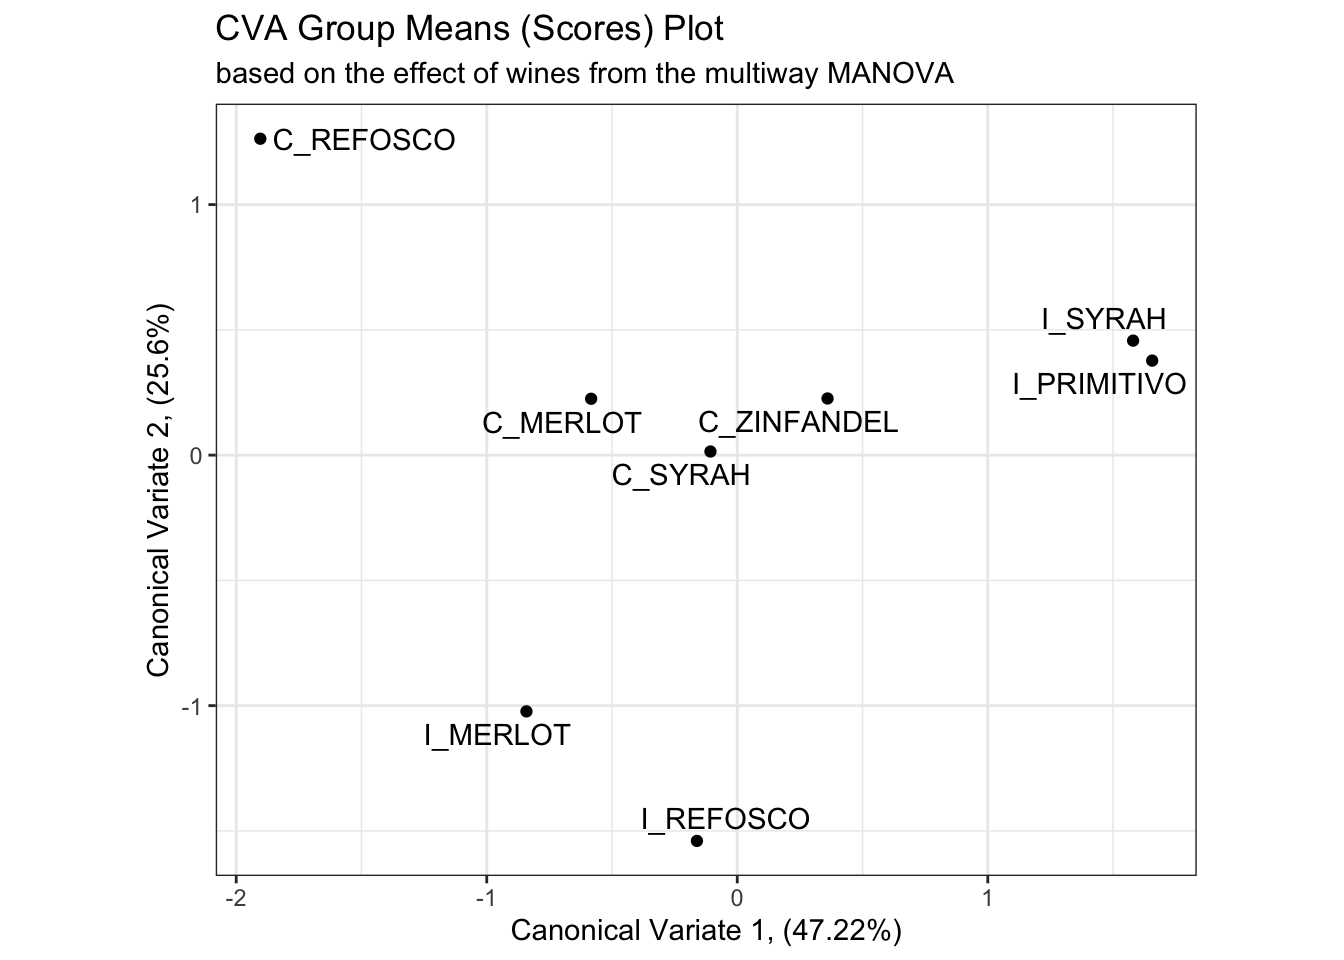 CVA Group Means (Scores) Plot
based on the effect of wines from the multiway MANOVA
C_REFOSCO
1
I_SYRAH
I_PRIMITIVO
C_MERLOT
C_ZINFANDEL
0
C_SYRAH
Canonical Variate 2, (25.6%)
-1
I_MERLOT
I_REFOSCO
-2
-1
0
1
Canonical Variate 1, (47.22%)